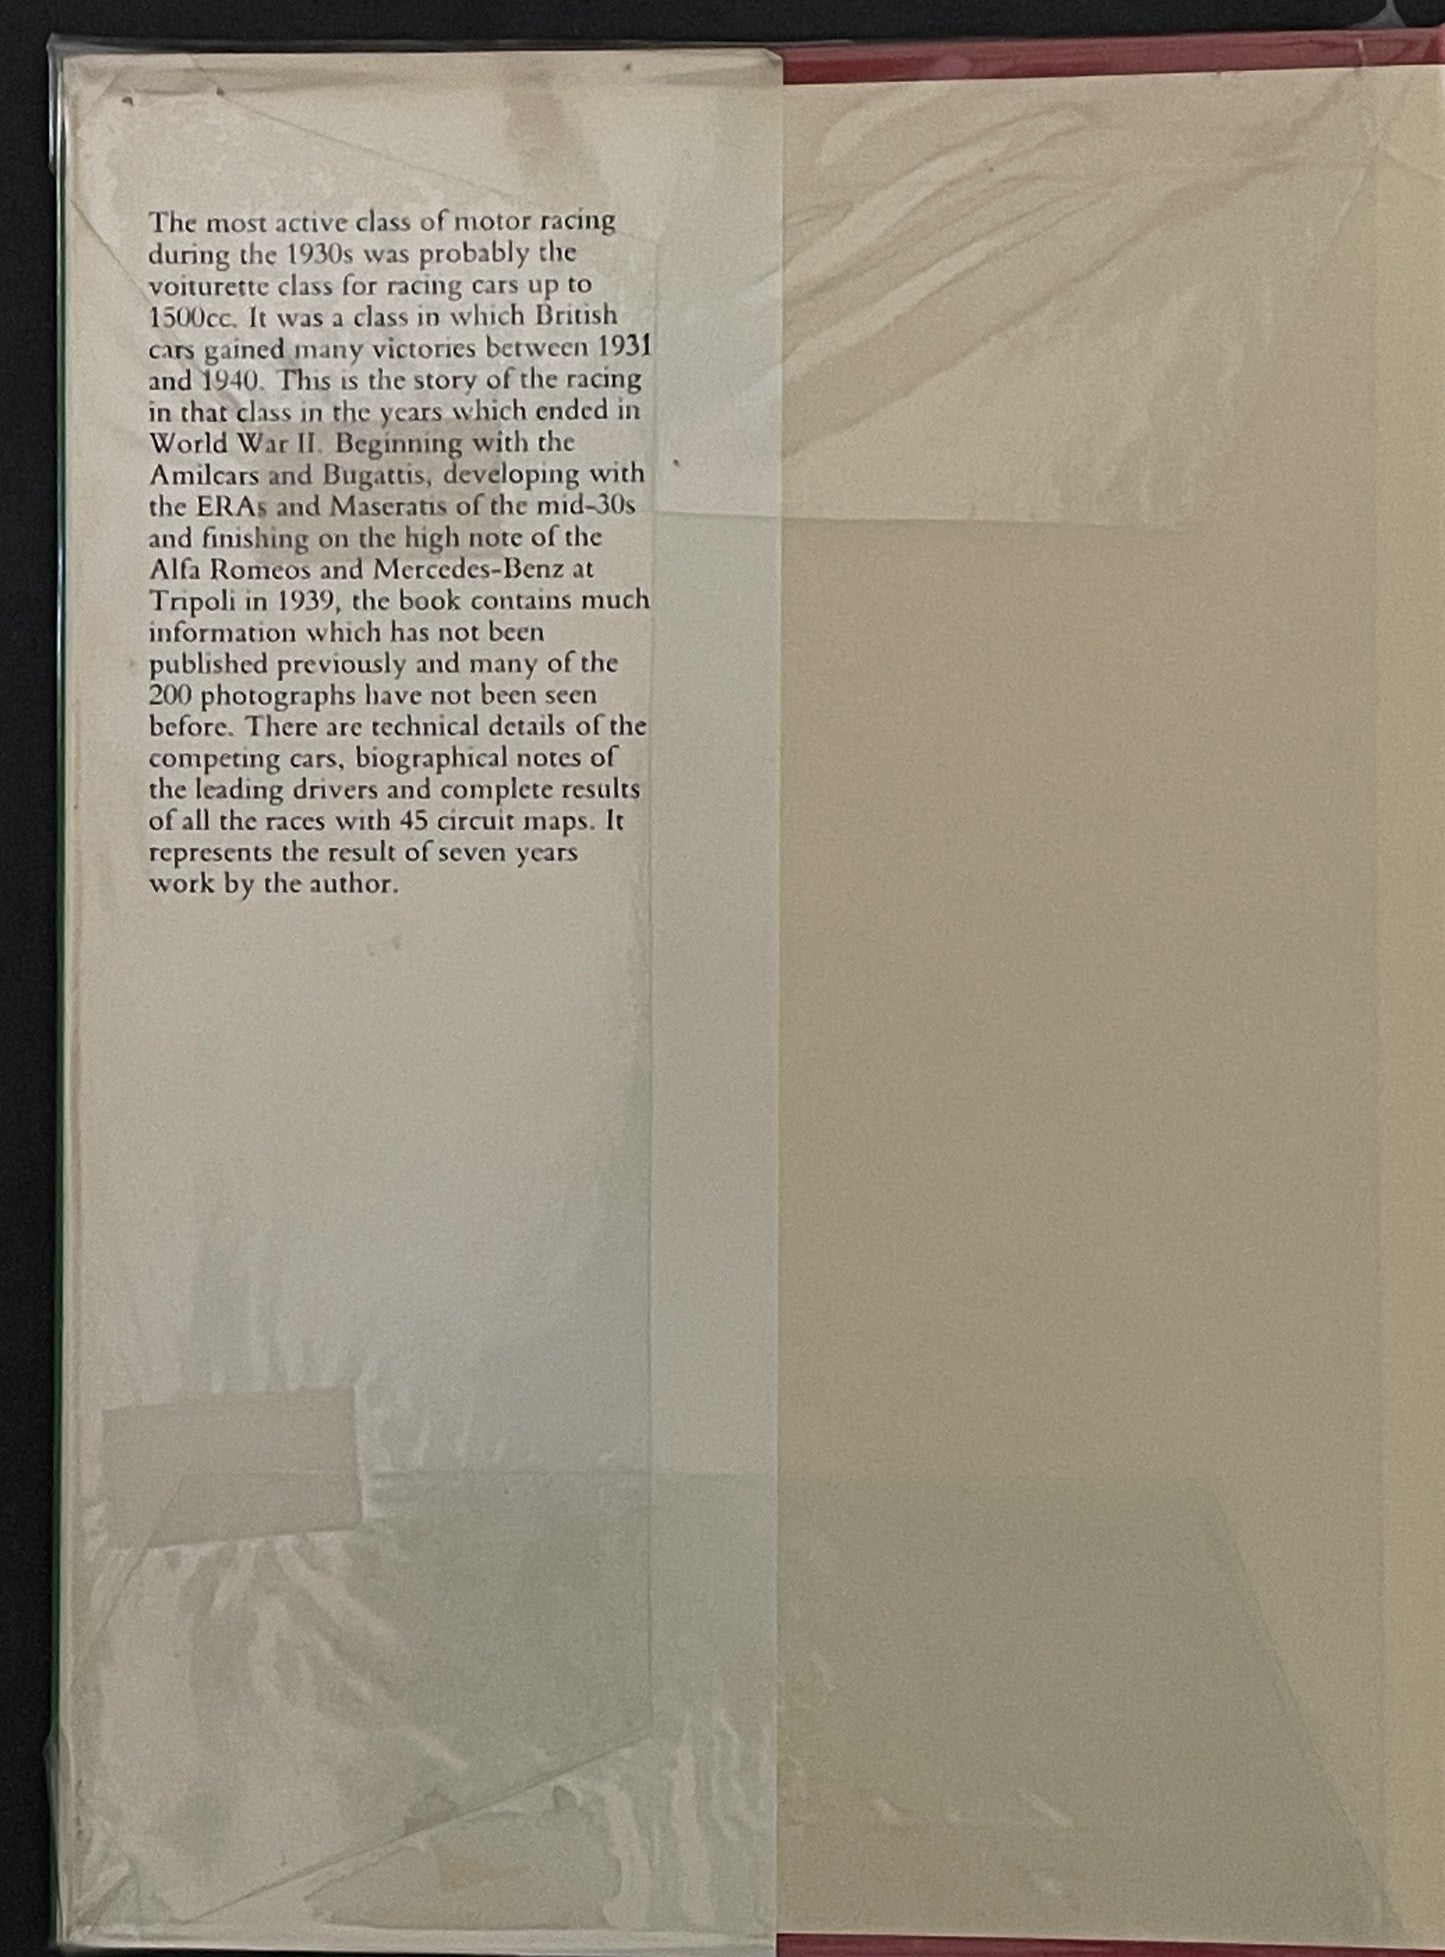 The most active class of motor racing
during the 1930s was probably the
voiturette class for racing cars up to
1500cc. It was a class in which British
cars gained many victories between 1931
and 1940. This is the story of the racing
in that class in the years which ended in
World War II. Beginning with the
Amilcars and Bugattis, developing with
the ERAs and Maseratis of the mid-30s
and finishing on the high note of the
Alfa Romeos and Mercedes-Benz at
Tripoli in 1939, the book contains much
information which has not been
published previously and many of the
200 photographs have not been seen
before. There are technical details of the
competing cars, biographical notes of
the leading drivers and complete results
of all the races with 45 circuit maps. It
represents the result of seven years
work by the author.